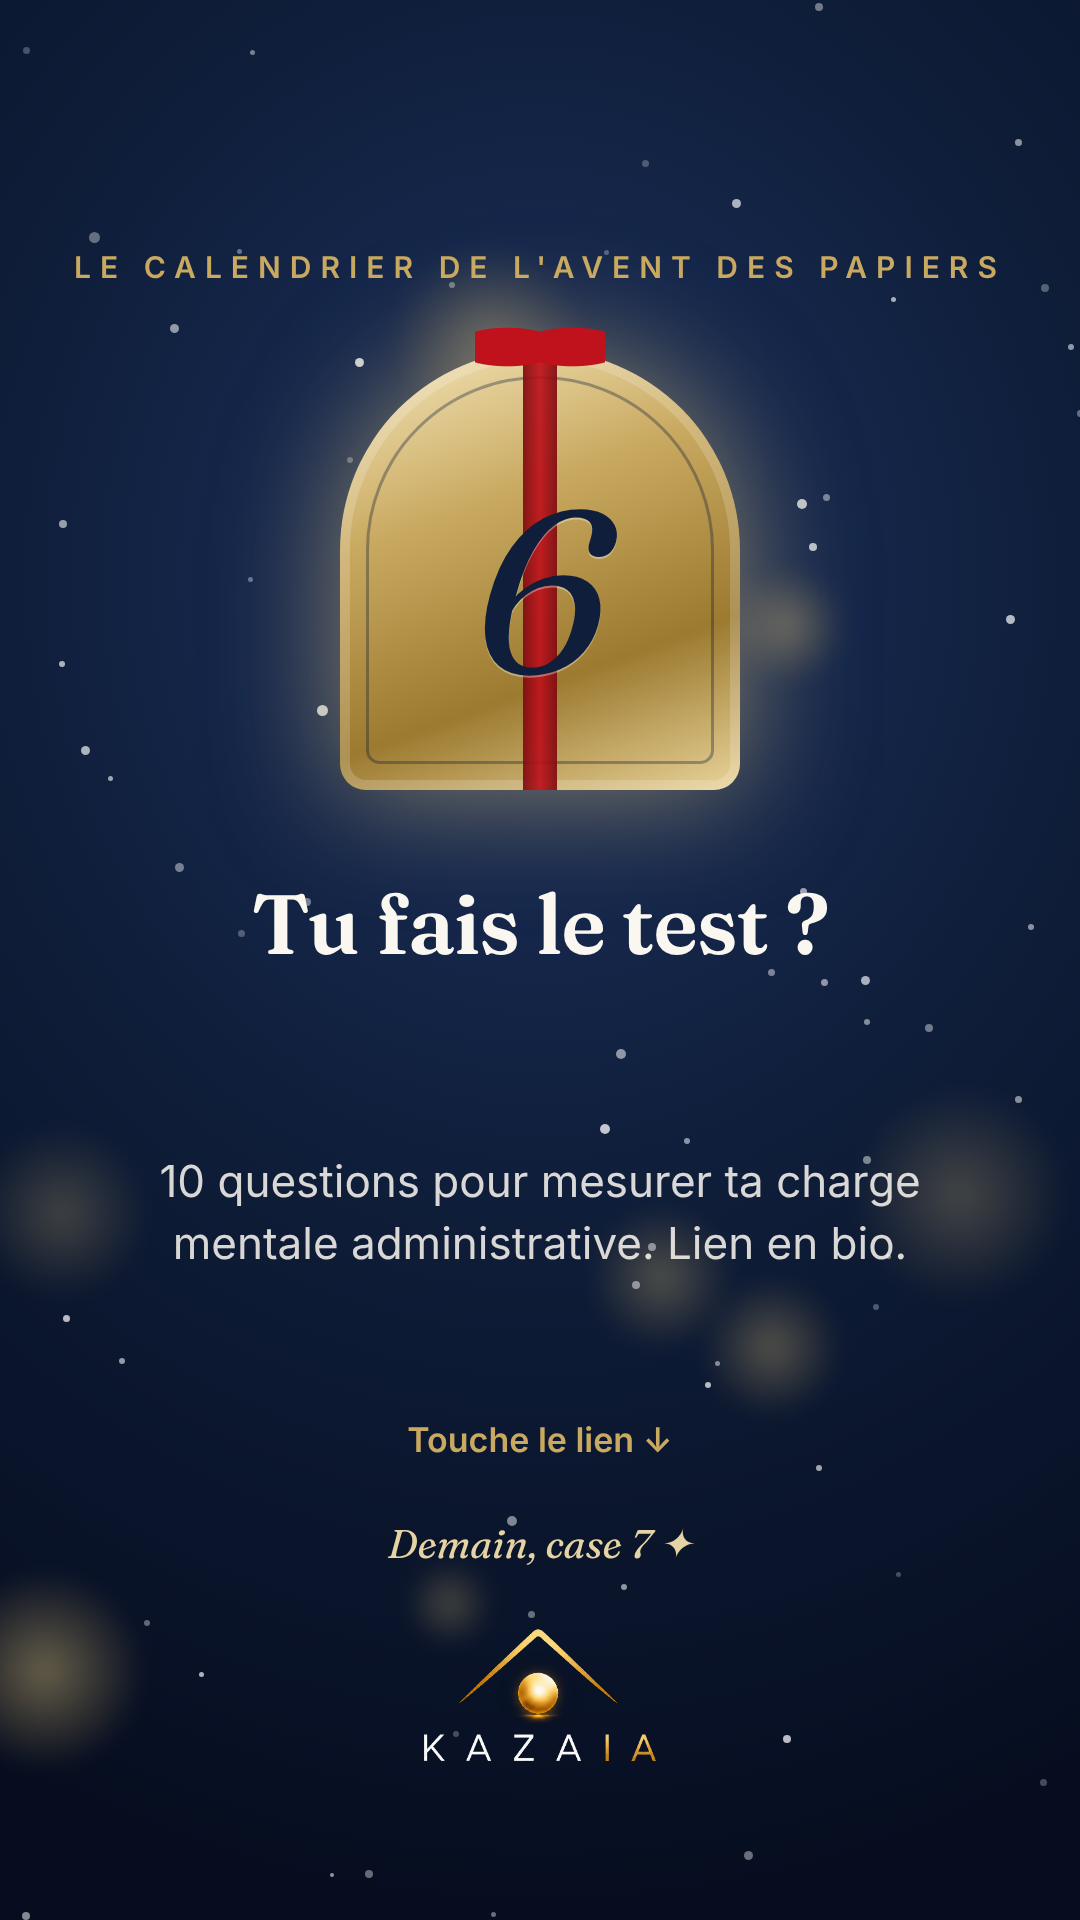 LE CALENDRIER DE L'AVENT DES PAPIERS
6
Tu fais le test ?
10 questions pour mesurer ta charge
mentale administrative. Lien en bio.
Touche le lien ↓
Demain, case 7 ✦
KAZAIA